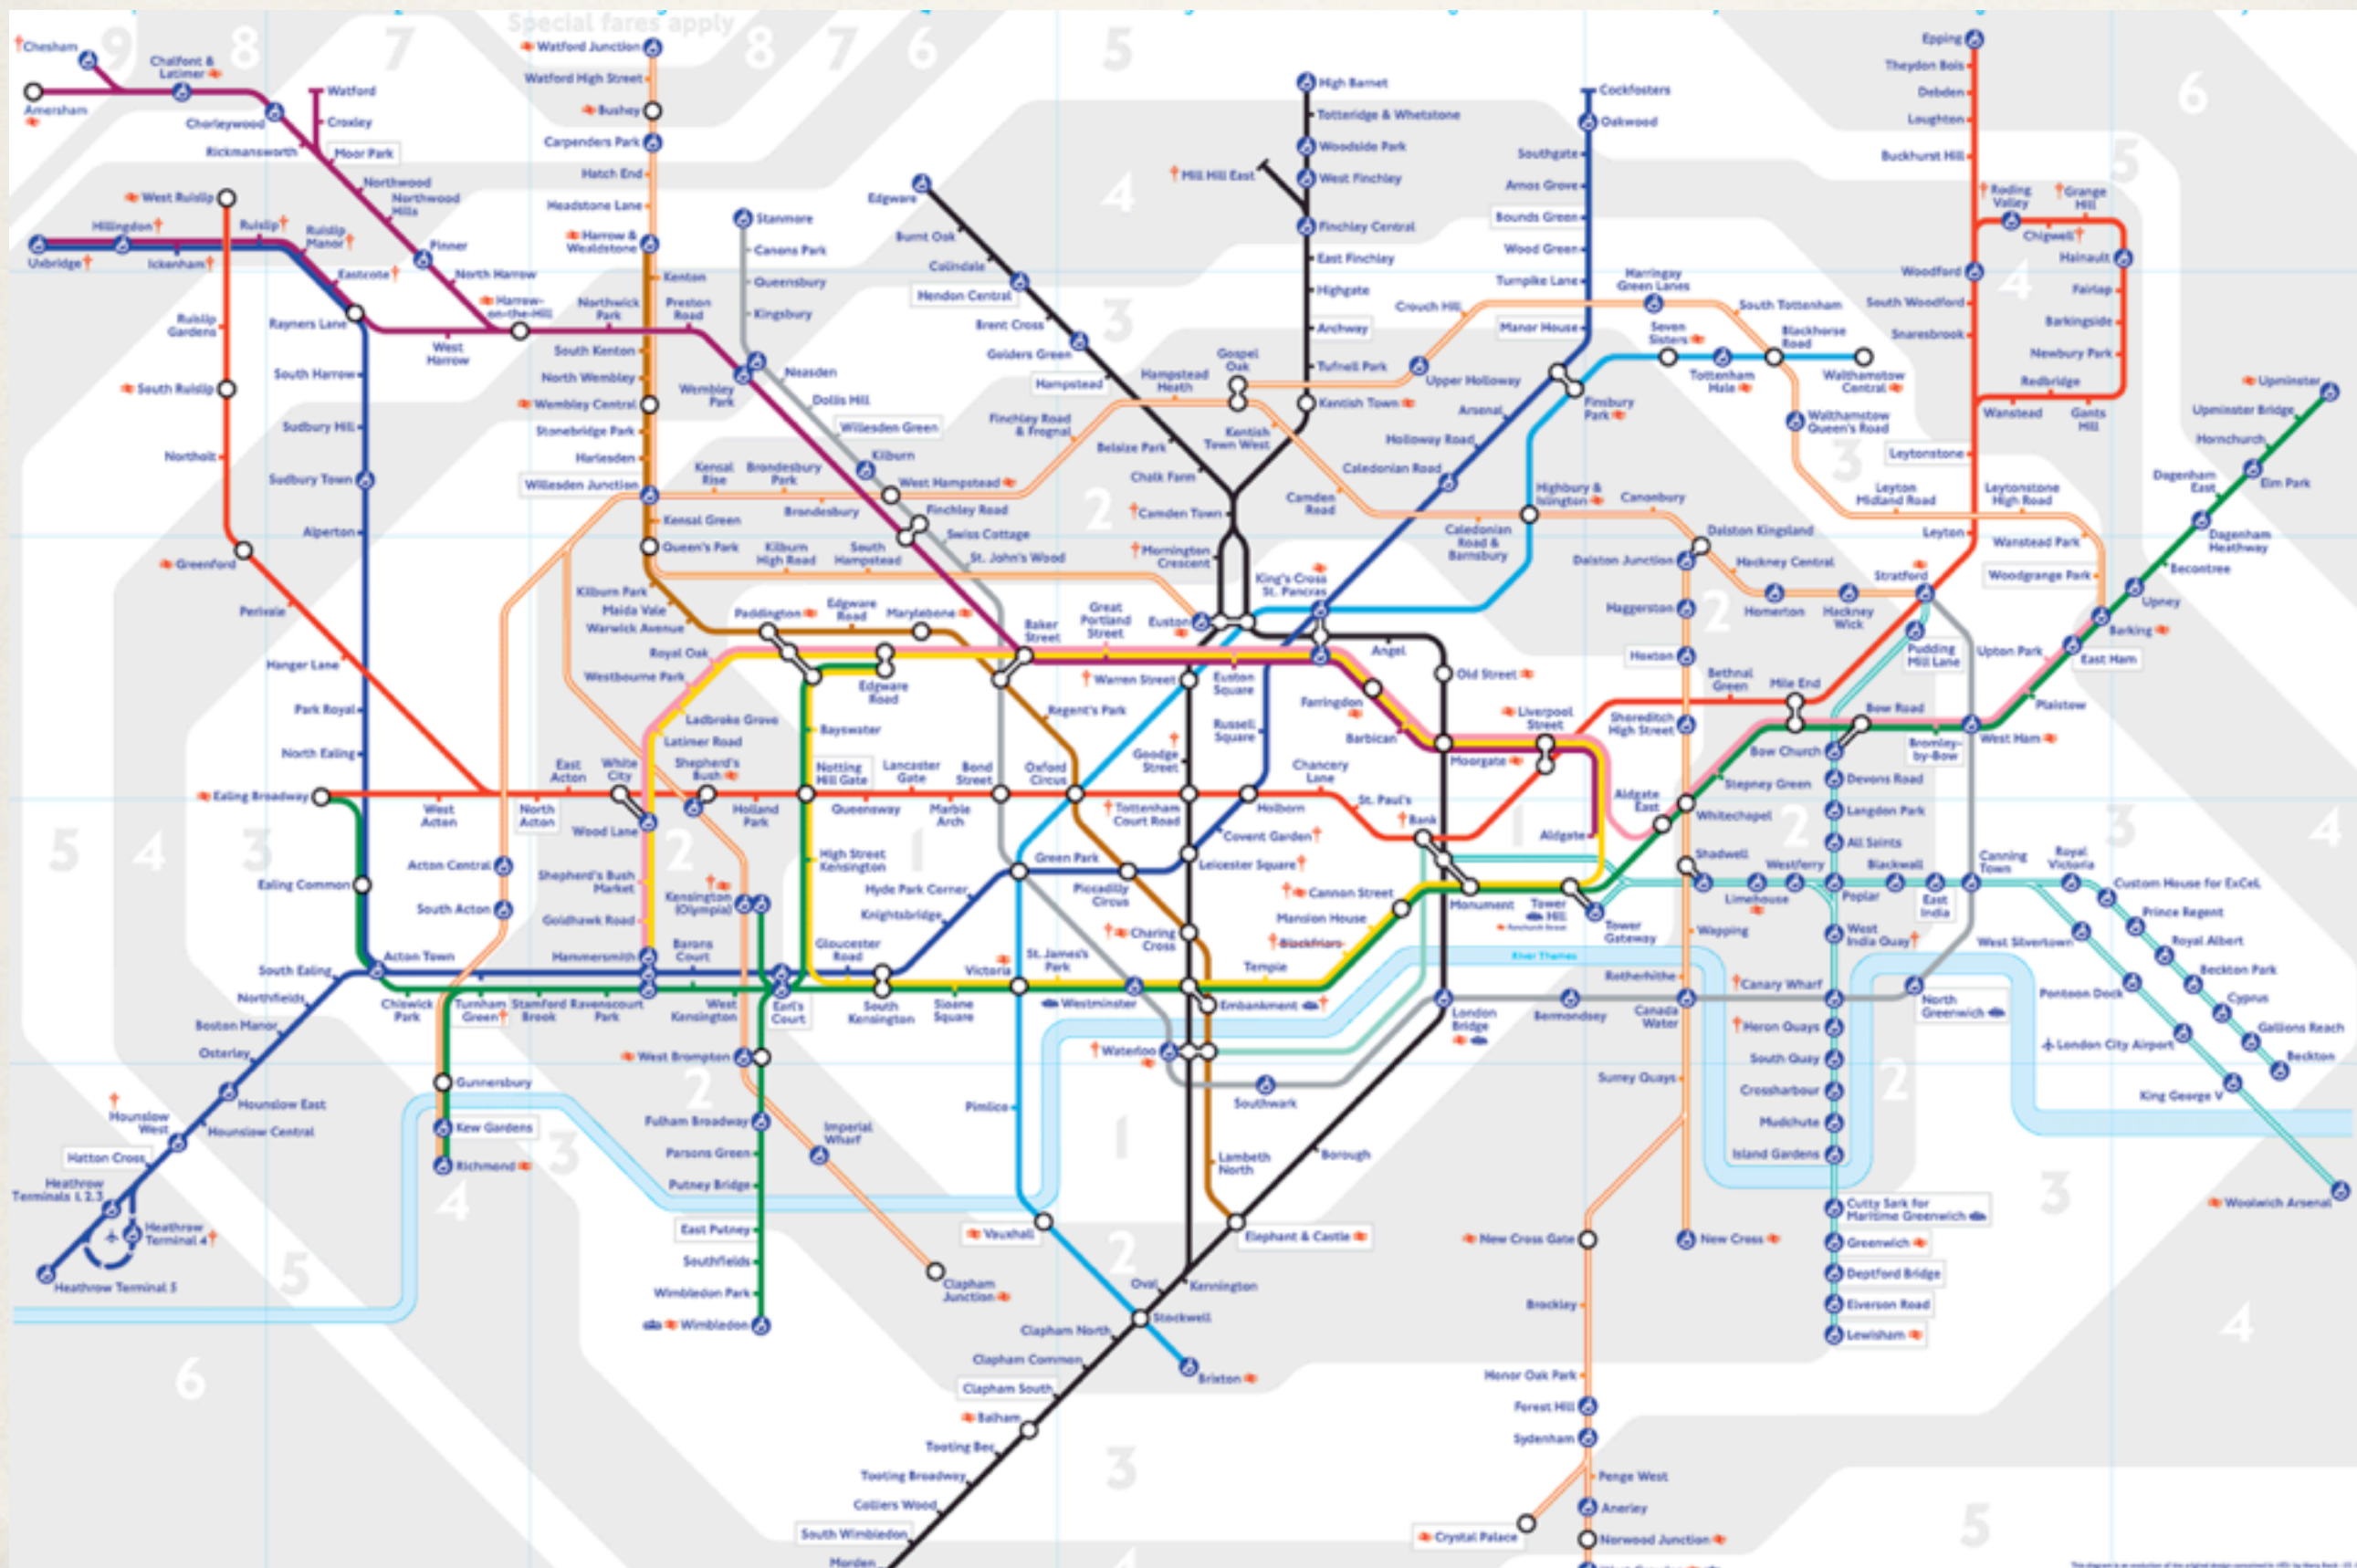 Special fares apply
9
8
7
8
7
6
5
6
Chesham
Chalfont &
Latimer
Amersham
Chorleywood
Rickmansworth
Watford
Croxley
Moor Park
Northwood
Northwood
Hills
Pinner
North Harrow
Harrow-
on-the-Hill
Watford Junction
Watford High Street
Bushey
Carpenders Park
Hatch End
Headstone Lane
Harrow &
Wealdstone
Kenton
Northwick
Park
Preston
Road
South Kenton
North Wembley
Wembley Central
Stonebridge Park
Harlesden
Willesden Junction
Kensal Green
Queen's Park
Kilburn Park
Maida Vale
Warwick Avenue
West Ruislip
Hillingdon
Uxbridge
Ickenham
Ruislip
Ruislip
Manor
Eastcote
Rayners Lane
West
Harrow
Ruislip
Gardens
South Ruislip
Northolt
Greenford
Perivale
Hanger Lane
South Harrow
Sudbury Hill
Sudbury Town
Alperton
Park Royal
North Ealing
Ealing Broadway
Ealing Common
Stanmore
Canons Park
Queensbury
Kingsbury
Wembley
Park
Neasden
Dollis Hill
Willesden Green
Kilburn
West Hampstead
Finchley Road
Swiss Cottage
St. John's Wood
Kensal
Rise
Brondesbury
Park
Brondesbury
Finchley Road
& Frognal
Kilburn
High Road
South
Hampstead
Edgware
Burnt Oak
Colindale
Hendon Central
Brent Cross
Golders Green
Hampstead
Belsize Park
Chalk Farm
Camden Town
Mornington
Crescent
Euston
High Barnet
Totteridge & Whetstone
Woodside Park
Mill Hill East
West Finchley
Finchley Central
East Finchley
Highgate
Archway
Tufnell Park
Kentish Town
Hampstead
Heath
Gospel
Oak
Kentish
Town West
Camden
Road
Upper Holloway
Crouch Hill
Harringay
Green Lanes
South Tottenham
Cockfosters
Oakwood
Southgate
Arnos Grove
Bounds Green
Wood Green
Turnpike Lane
Manor House
Finsbury
Park
Arsenal
Holloway Road
Caledonian Road
Seven
Sisters
Tottenham
Hale
Blackhorse
Road
Walthamstow
Central
Walthamstow
Queen's Road
Leyton
Midland Road
Leytonstone
High Road
Wanstead Park
Woodgrange Park
Highbury &
Islington
Canonbury
Caledonian
Road &
Barnsbury
Dalston Kingsland
Dalston Junction
Hackney Central
Homerton
Hackney
Wick
Stratford
Haggerston
Hoxton
Shoreditch
High Street
Epping
Theydon Bois
Debden
Loughton
Buckhurst Hill
Roding
Valley
Grange
Hill
Chigwell
Hainault
Woodford
Fairlop
South Woodford
Barkingside
Snaresbrook
Newbury Park
Redbridge
Wanstead
Gants
Hill
Leytonstone
Leyton
Upminster
Upminster Bridge
Hornchurch
Elm Park
Dagenham
East
Dagenham
Heathway
Becontree
Upney
Barking
East Ham
Upton Park
Plaistow
West Ham
Pudding
Mill Lane
Bow Road
Bow Church
Bromley-
by-Bow
Mile End
Bethnal
Green
Stepney Green
Whitechapel
Aldgate
East
Aldgate
Paddington
Edgware
Road
Marylebone
Baker
Street
Great
Portland
Street
King's Cross
St. Pancras
Euston
Square
Warren Street
Angel
Old Street
Farringdon
Barbican
Moorgate
Liverpool
Street
Royal Oak
Westbourne Park
Ladbroke Grove
Latimer Road
Edgware
Road
Bayswater
Regent's Park
Russell
Square
Goodge
Street
West
Acton
North
Acton
East
Acton
White
City
Shepherd's
Bush
Wood Lane
Holland
Park
Notting
Hill Gate
Queensway
Lancaster
Gate
Marble
Arch
Bond
Street
Oxford
Circus
Tottenham
Court Road
Holborn
Chancery
Lane
St. Paul's
Bank
Acton Central
South Acton
Shepherd's Bush
Market
Goldhawk Road
Hammersmith
Kensington
(Olympia)
High Street
Kensington
Hyde Park Corner
Knightsbridge
Green Park
Piccadilly
Circus
Leicester Square
Covent Garden
Charing
Cross
Cannon Street
Mansion House
Blackfriars
Monument
Tower
Hill
Fenchurch Street
Tower
Gateway
Shadwell
Limehouse
Westferry
Poplar
Blackwall
East
India
Canning
Town
Royal
Victoria
Custom House for ExCeL
Prince Regent
Royal Albert
Beckton Park
Cyprus
Gallions Reach
Beckton
West Silvertown
Pontoon Dock
London City Airport
King George V
Woolwich Arsenal
Devons Road
Langdon Park
All Saints
West
India Quay
Canary Wharf
Heron Quays
South Quay
Crossharbour
Mudchute
Island Gardens
Cutty Sark for
Maritime Greenwich
Greenwich
Deptford Bridge
Elverson Road
Lewisham
North
Greenwich
South Ealing
Acton Town
Northfields
Boston Manor
Osterley
Hounslow East
Hounslow Central
Hounslow
West
Hatton Cross
Heathrow
Terminals 1, 2, 3
Heathrow
Terminal 4
Heathrow Terminal 5
Chiswick
Park
Turnham
Green
Stamford
Brook
Ravenscourt
Park
Barons
Court
West
Kensington
Earl's
Court
Gloucester
Road
South
Kensington
Sloane
Square
Victoria
St. James's
Park
Westminster
Embankment
Temple
River Thames
Gunnersbury
Kew Gardens
Richmond
West Brompton
Fulham Broadway
Parsons Green
Putney Bridge
East Putney
Southfields
Wimbledon Park
Wimbledon
Imperial
Wharf
Clapham
Junction
Pimlico
Vauxhall
Waterloo
Southwark
Lambeth
North
Elephant & Castle
Borough
London
Bridge
Bermondsey
Canada
Water
Wapping
Rotherhithe
Surrey Quays
New Cross Gate
New Cross
Brockley
Honor Oak Park
Forest Hill
Sydenham
Penge West
Anerley
Crystal Palace
Norwood Junction
Oval
Kennington
Stockwell
Brixton
Clapham North
Clapham Common
Clapham South
Balham
Tooting Bec
Tooting Broadway
Colliers Wood
South Wimbledon
Morden